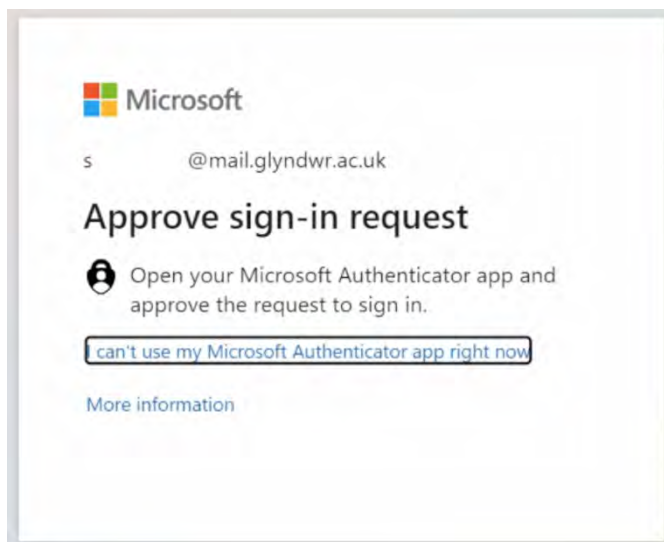 Microsoft
s @mail.glyndwr.ac.uk
Approve sign-in request
Open your Microsoft Authenticator app and
approve the request to sign in.
I can't use my Microsoft Authenticator app right now
More information